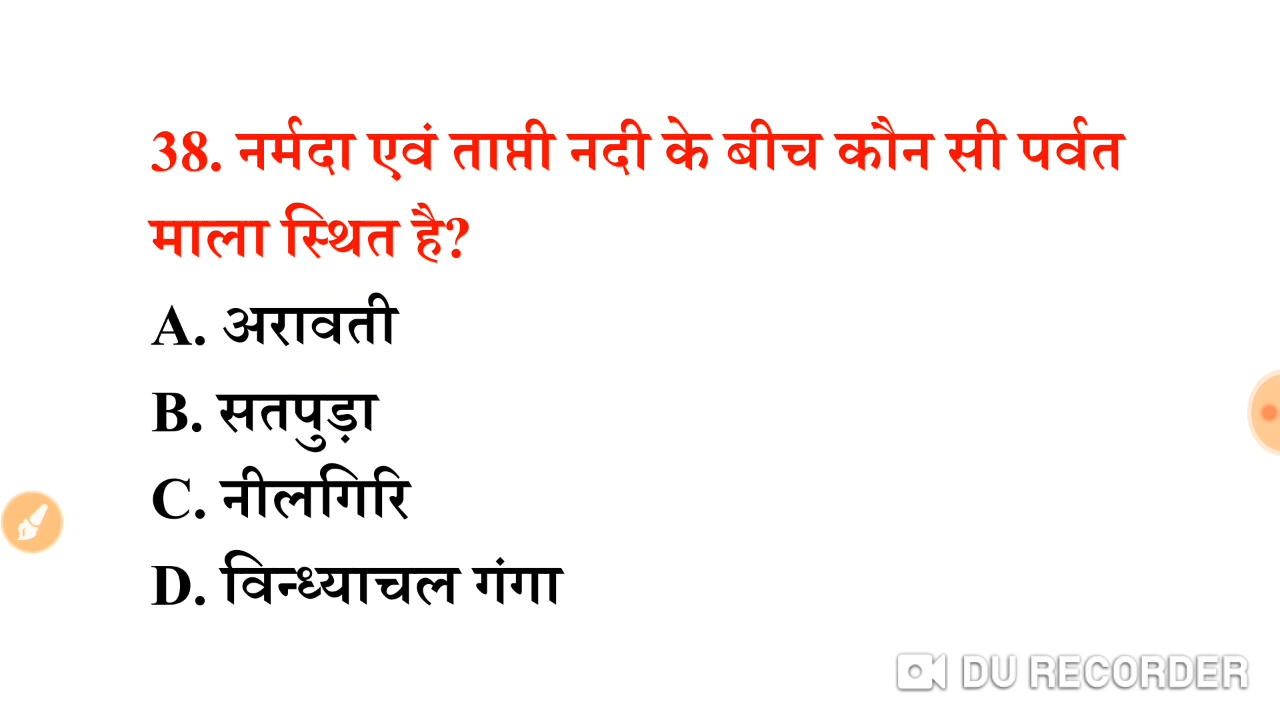 38. नर्मदा एवं ताप्ती नदी के बीच कौन सी पर्वत
माला स्थित है?
A. अरावती
B. सतपुड़ा
C. नीलगिरि
D. विन्ध्याचल गंगा
DU RECORDER